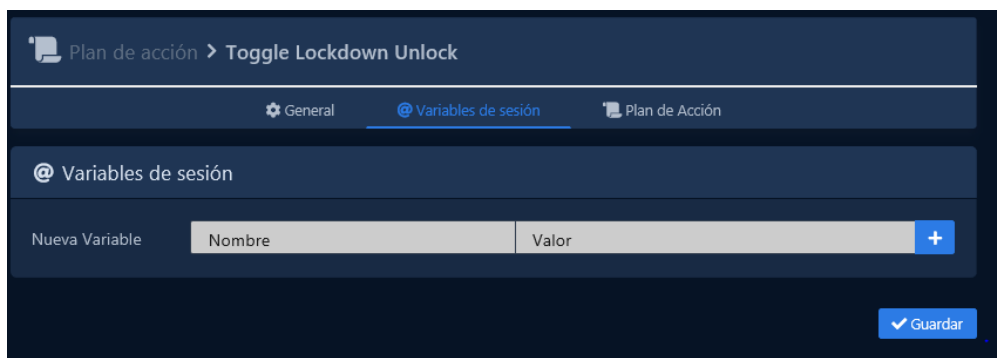 Plan de acción > Toggle Lockdown Unlock
General @ Variables de sesión Plan de Acción
@ Variables de sesión
Nueva Variable Nombre Valor +
Guardar